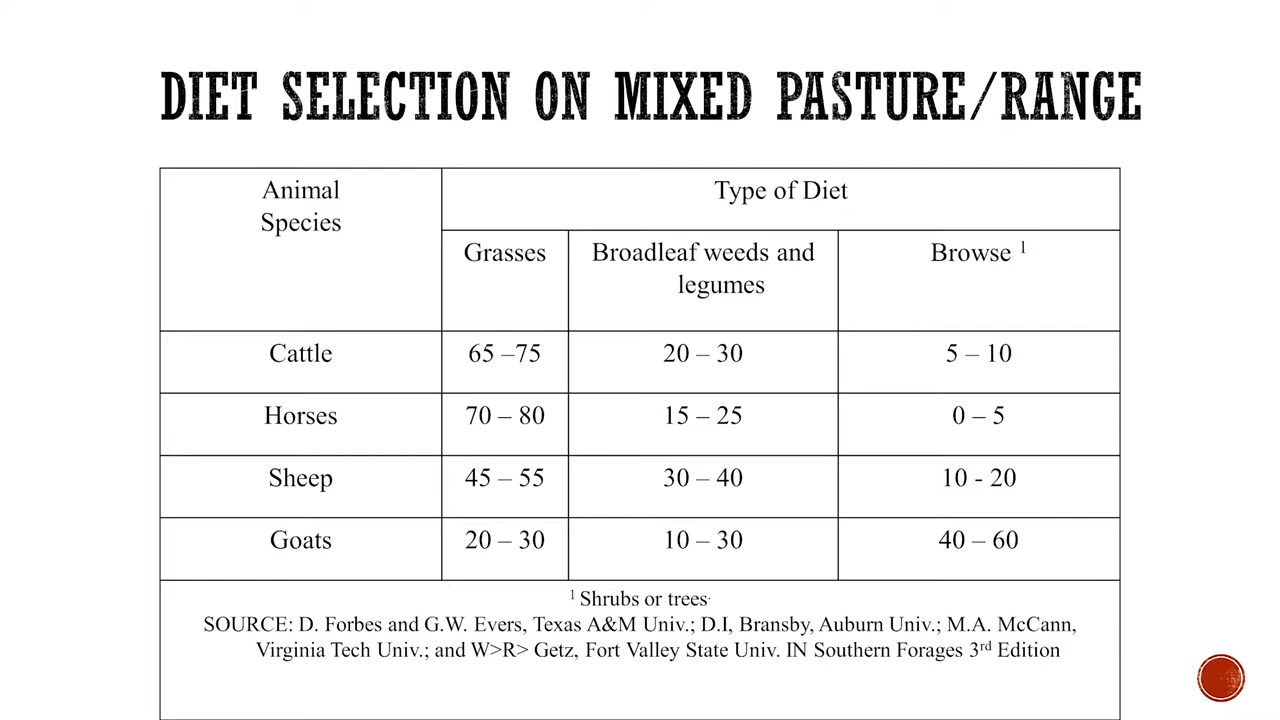 DIET SELECTION ON MIXED PASTURE/RANGE
Animal
Species
Type of Diet
Grasses
Broadleaf weeds and
legumes
Browse ¹
Cattle
65 –75
20 – 30
5 – 10
Horses
70 – 80
15 – 25
0 – 5
Sheep
45 – 55
30 – 40
10 - 20
Goats
20 – 30
10 – 30
40 – 60
¹ Shrubs or trees.
SOURCE: D. Forbes and G.W. Evers, Texas A&M Univ.; D.I, Bransby, Auburn Univ.; M.A. McCann,
Virginia Tech Univ.; and W>R> Getz, Fort Valley State Univ. IN Southern Forages 3rd Edition